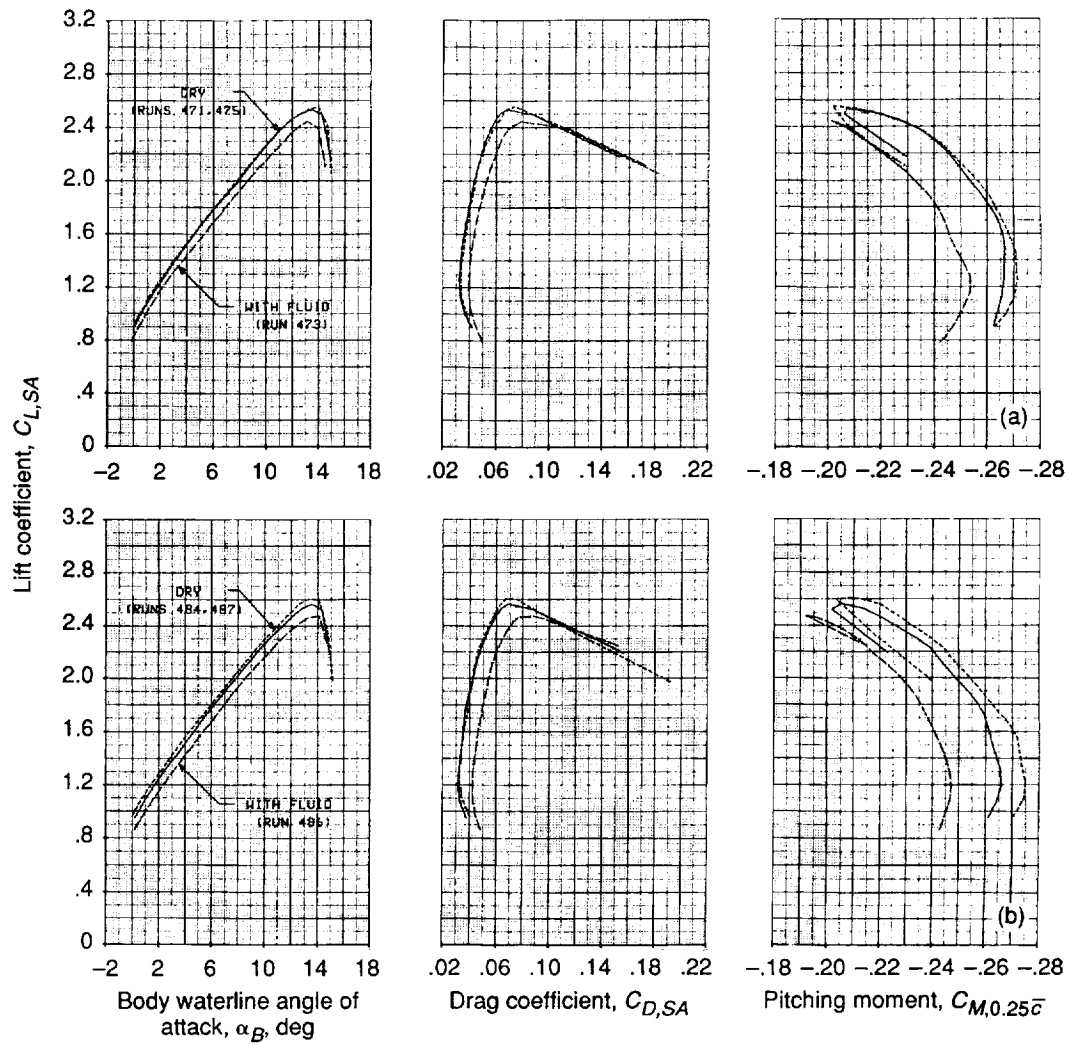 Lift coefficient, C_L,SA
3.2
2.8
2.4
2.0
1.6
1.2
.8
.4
0
DRY
(RUNS 471,475)
WITH FLUID
(RUN 473)
(a)
−2 2 6 10 14 18
.02 .06 .10 .14 .18 .22
−.18 −.20 −.22 −.24 −.26 −.28
3.2
2.8
2.4
2.0
1.6
1.2
.8
.4
0
DRY
(RUNS 484,487)
WITH FLUID
(RUN 486)
(b)
−2 2 6 10 14 18
.02 .06 .10 .14 .18 .22
−.18 −.20 −.22 −.24 −.26 −.28
Body waterline angle of
attack, α_B, deg
Drag coefficient, C_D,SA
Pitching moment, C_M,0.25c̅